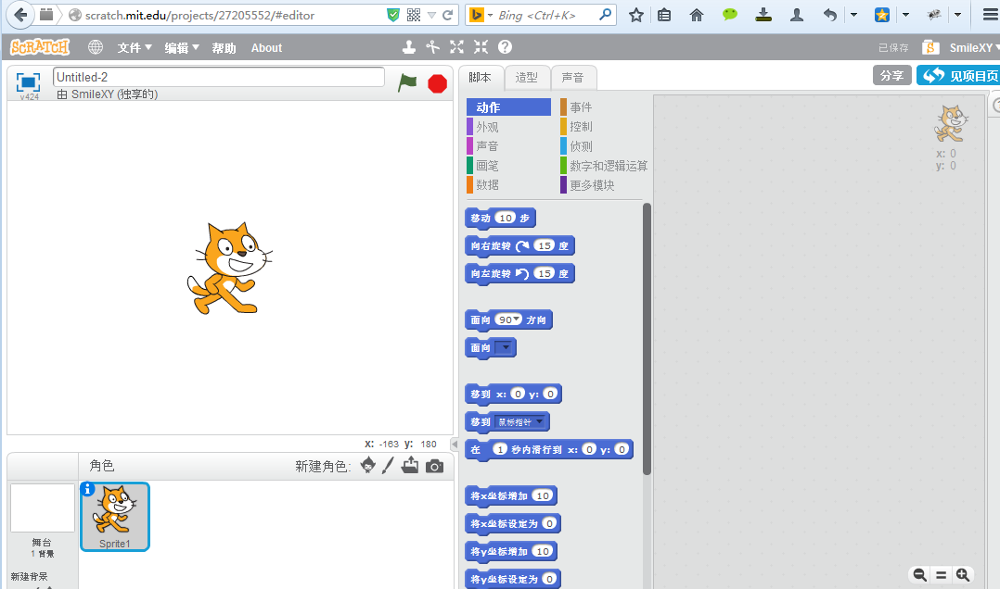 scratch.mit.edu/projects/27205552/#editor
Bing <Ctrl+K>
SCRATCH 文件 编辑 帮助 About 已保存 SmileXY
v424 Untitled-2
由 SmileXY (独享的)
脚本 造型 声音 分享 见项目页
动作 事件
外观 控制
声音 侦测
画笔 数字和逻辑运算
数据 更多模块
x: 0
y: 0
移动 10 步
向右旋转 15 度
向左旋转 15 度
面向 90 方向
面向
移到 x: 0 y: 0
移到 鼠标指针
在 1 秒内滑行到 x: 0 y: 0
将x坐标增加 10
将x坐标设定为 0
将y坐标增加 10
将y坐标设定为 0
X: -163 y: 180
角色 新建角色:
Sprite1
舞台
1 背景
新建背景